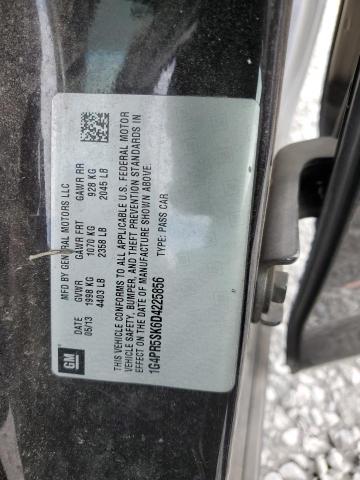 MFD BY GENERAL MOTORS LLC
DATE GVWR GAWR FRT GAWR RR
05/13 1998 KG 1070 KG 928 KG
4403 LB 2358 LB 2045 LB
THIS VEHICLE CONFORMS TO ALL APPLICABLE U.S. FEDERAL MOTOR
VEHICLE SAFETY, BUMPER, AND THEFT PREVENTION STANDARDS IN
EFFECT ON THE DATE OF MANUFACTURE SHOWN ABOVE.
TYPE: PASS CAR
1G4PR5SK6D4225856
GM